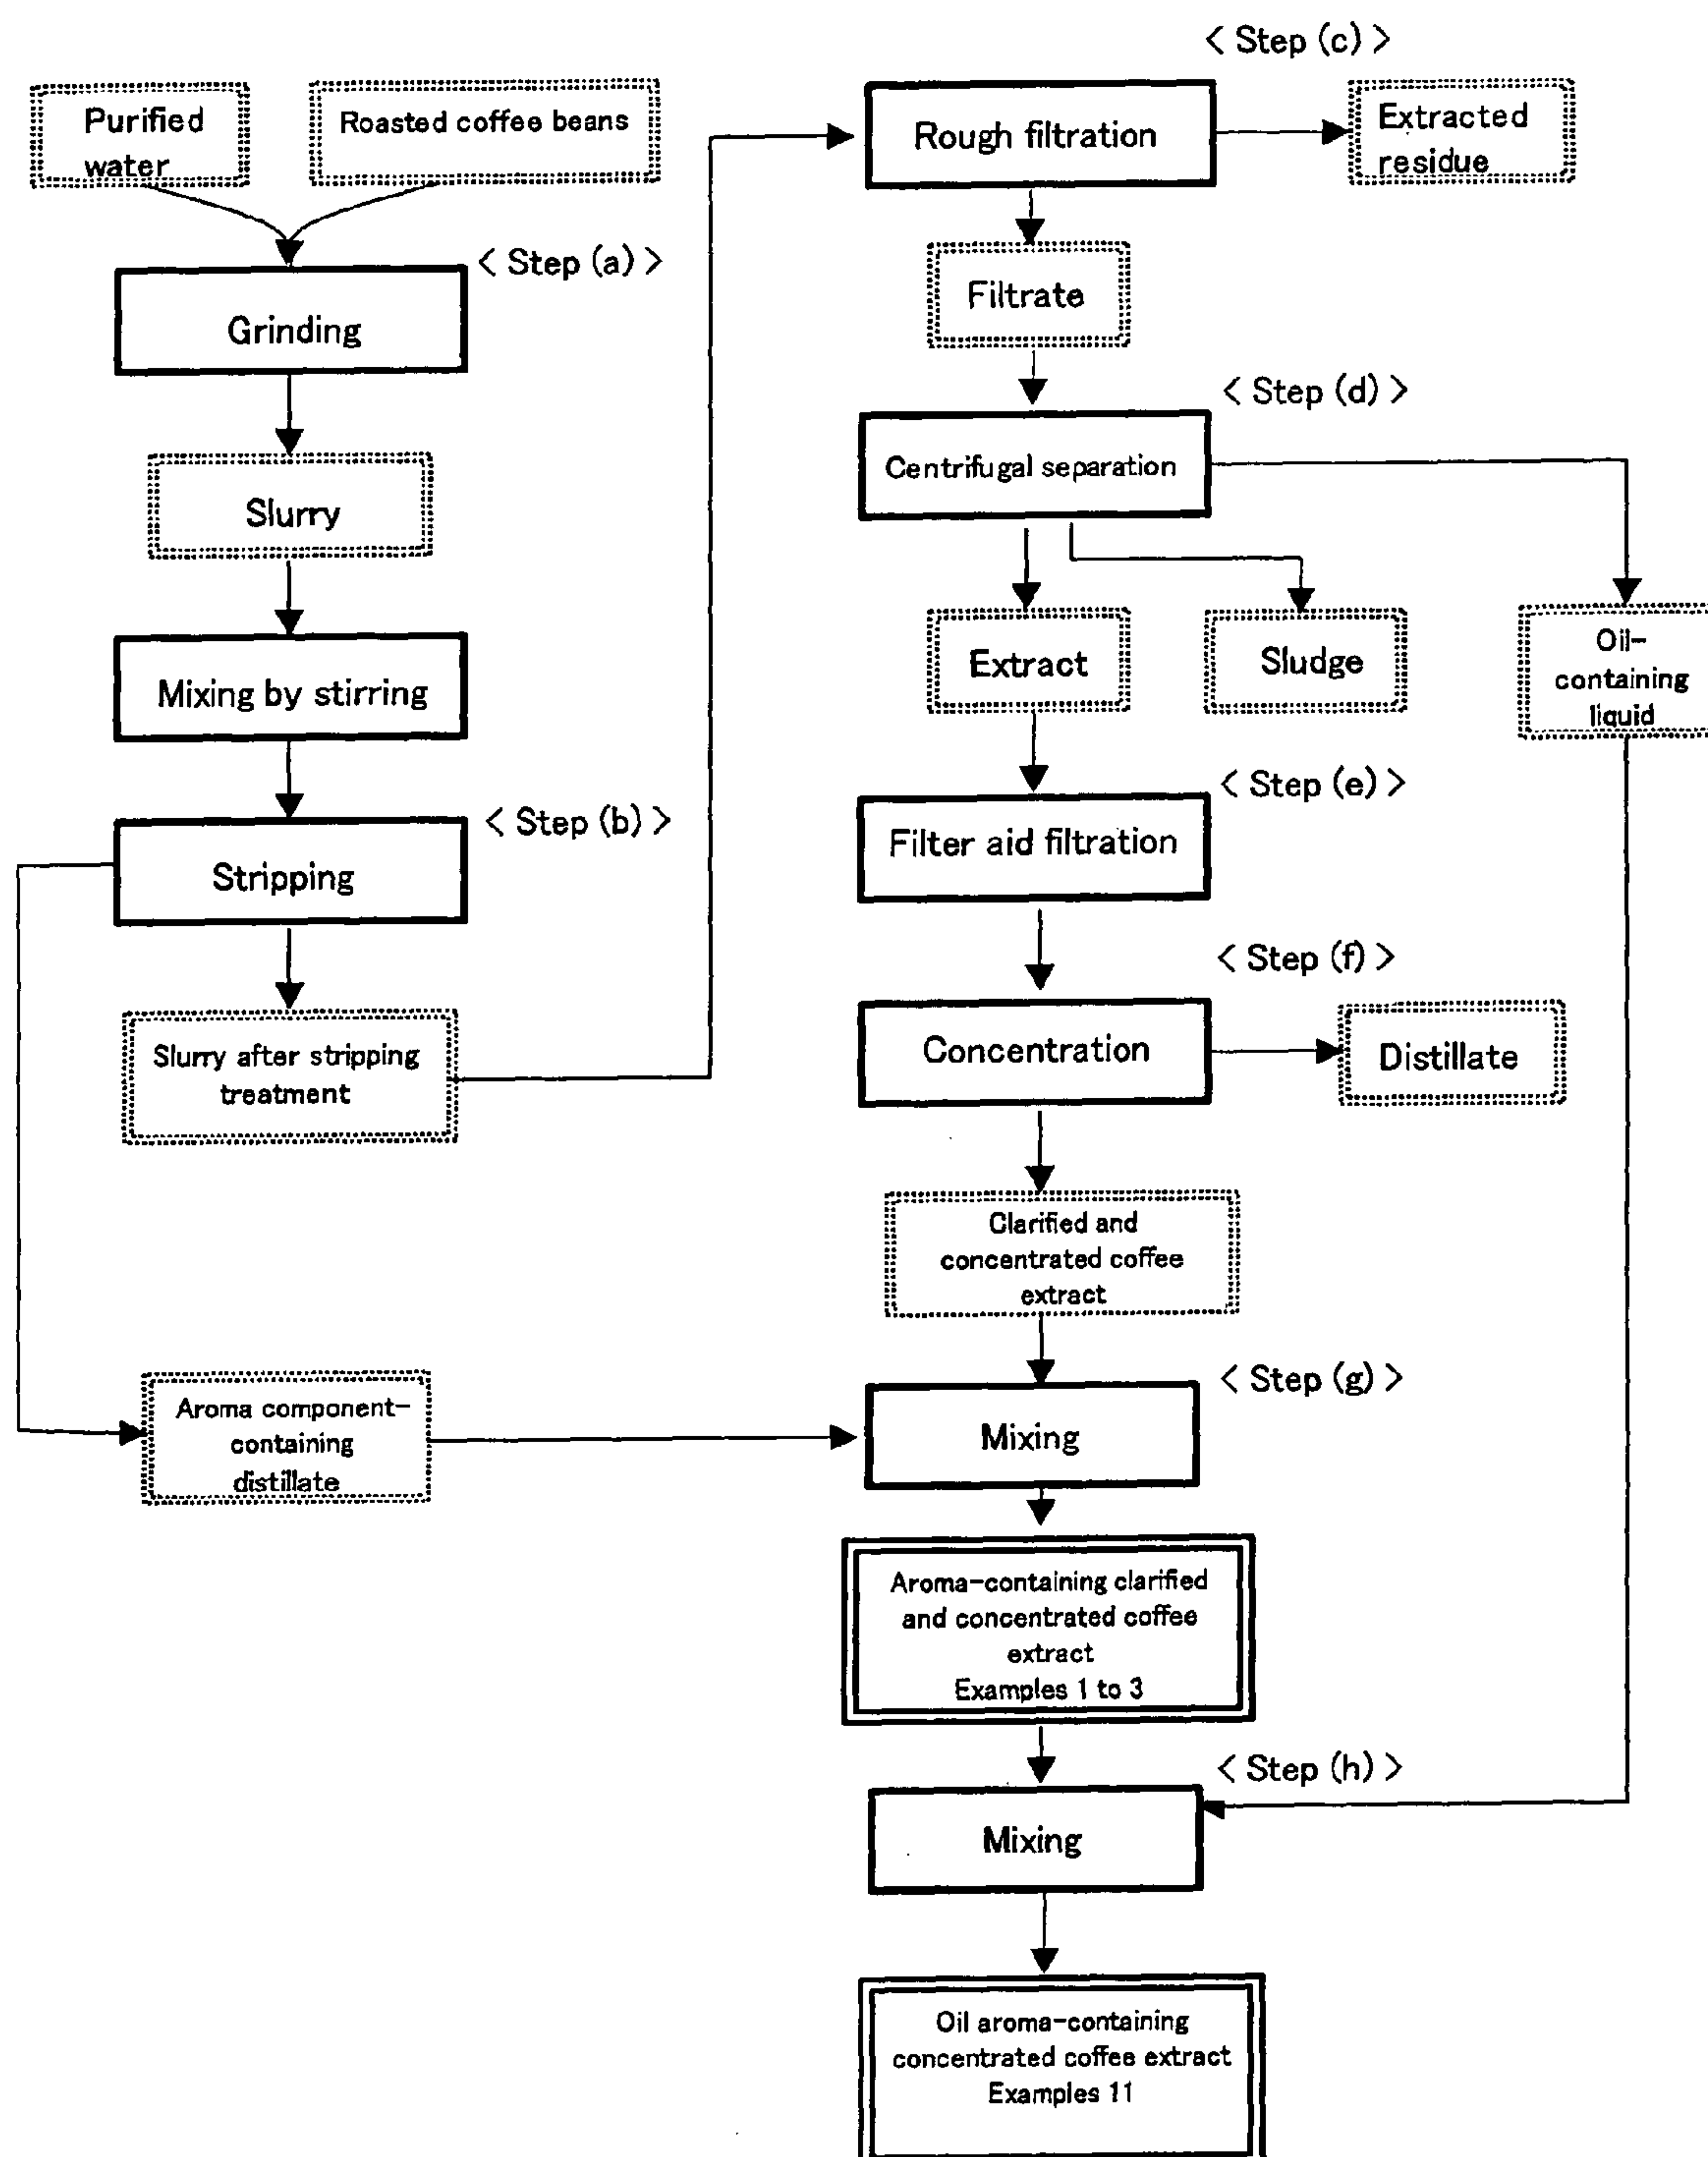 Purified
water
Roasted coffee beans
< Step (a) >
Grinding
Slurry
Mixing by stirring
< Step (b) >
Stripping
Slurry after stripping
treatment
Aroma component-
containing
distillate
< Step (c) >
Rough filtration
Extracted
residue
Filtrate
< Step (d) >
Centrifugal separation
Extract
Sludge
Oil-
containing
liquid
< Step (e) >
Filter aid filtration
< Step (f) >
Concentration
Distillate
Clarified and
concentrated coffee
extract
< Step (g) >
Mixing
Aroma-containing clarified
and concentrated coffee
extract
Examples 1 to 3
< Step (h) >
Mixing
Oil aroma-containing
concentrated coffee extract
Examples 11